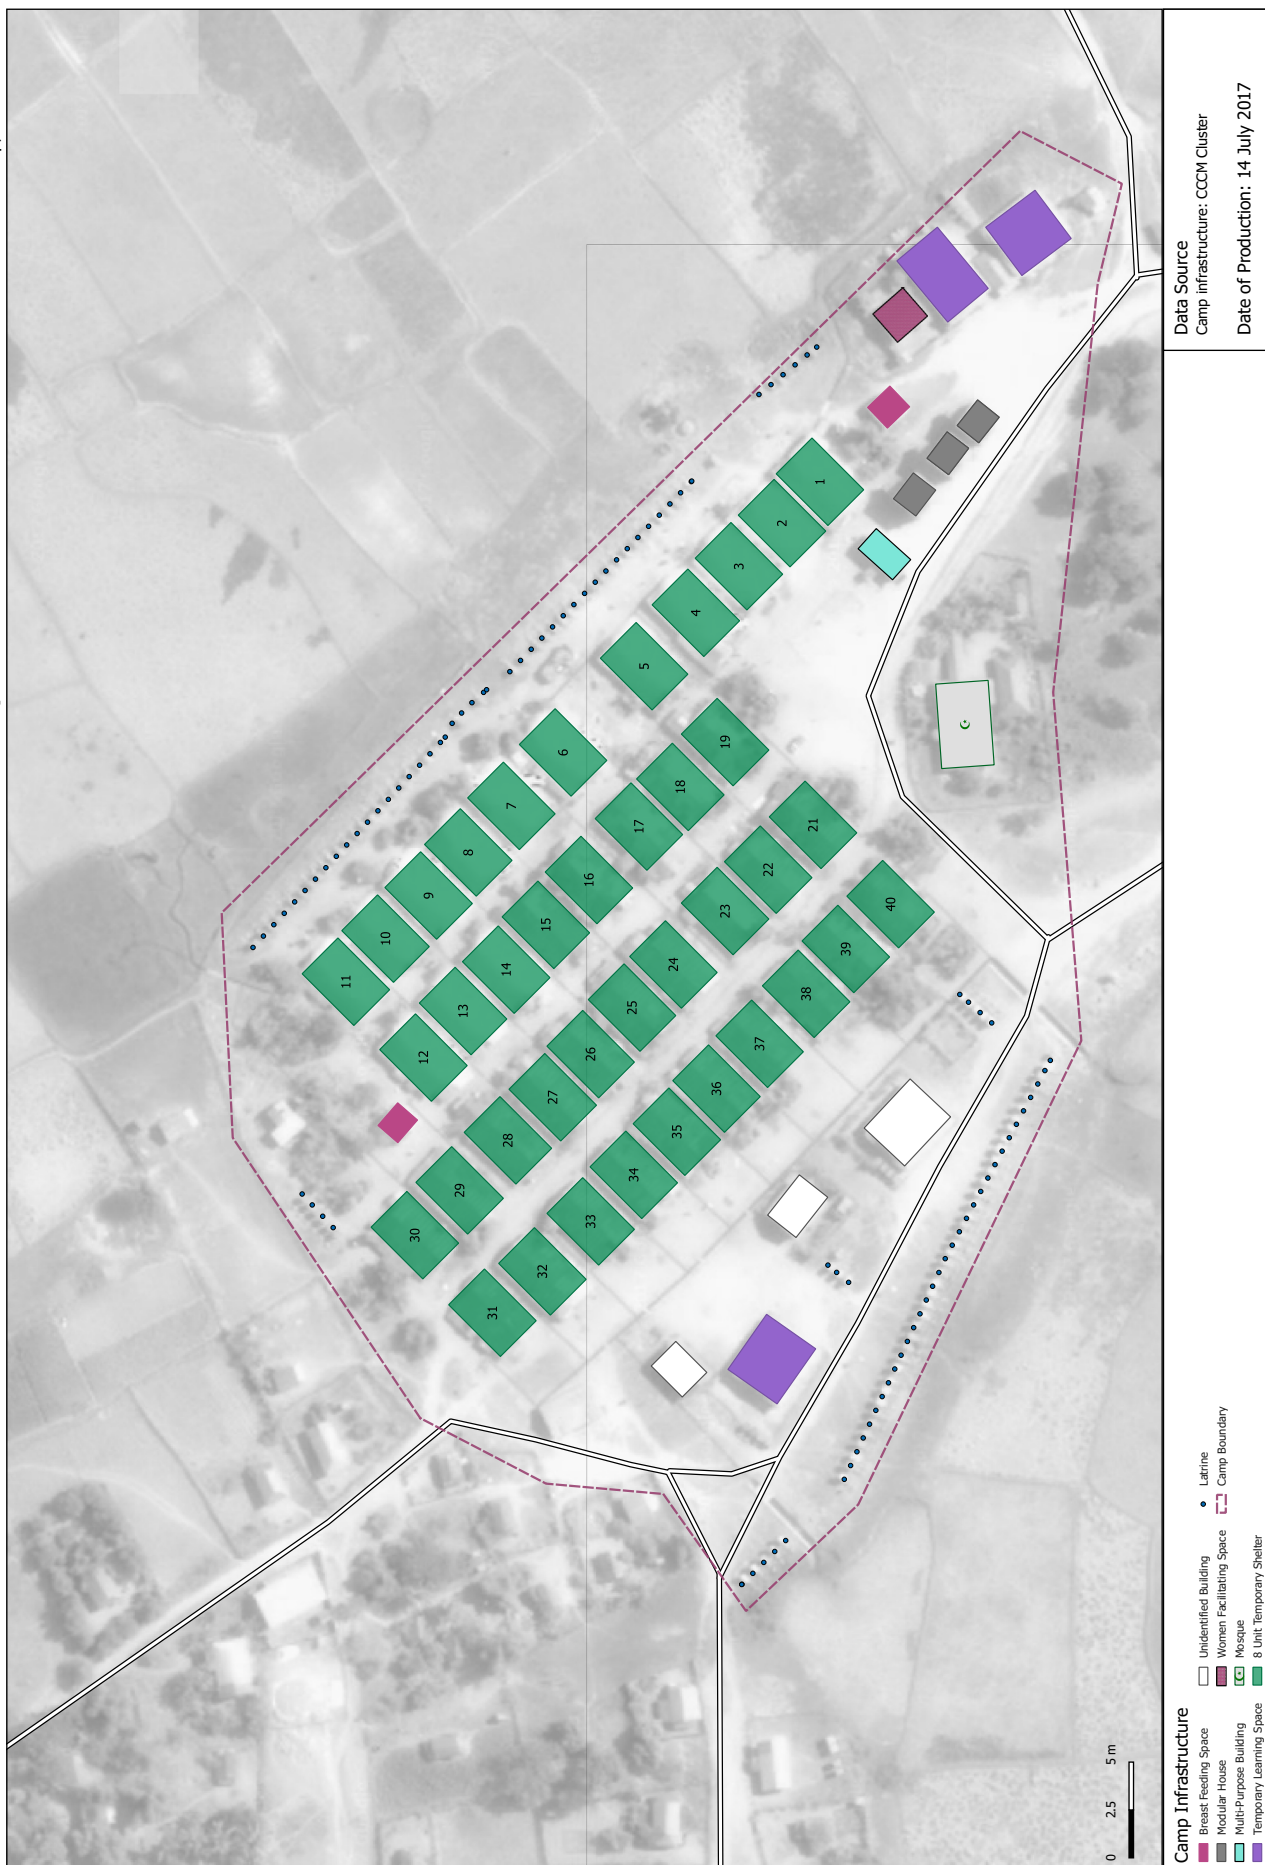 11
10
9
8
7
6
5
4
3
2
1
12
13
14
15
16
17
18
19
30
29
28
27
26
25
24
23
22
21
31
32
33
34
35
36
37
38
39
40
0 2.5 5 m
Camp Infrastructure
Breast Feeding Space
Modular House
Multi-Purpose Building
Temporary Learning Space
Unidentified Building
Women Facilitating Space
Mosque
8 Unit Temporary Shelter
Latrine
Camp Boundary
Data Source
Camp infrastructure: CCCM Cluster
Date of Production: 14 July 2017